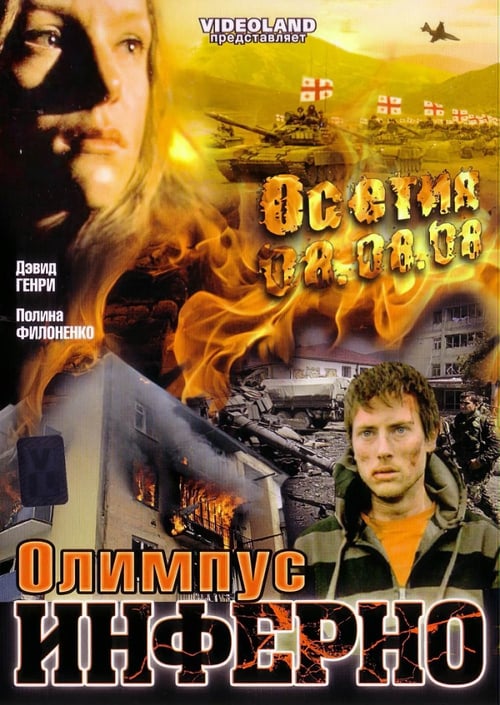 VIDEOLAND
представляет
Осетия
08.08.08
Дэвид
ГЕНРИ
Полина
ФИЛОНЕНКО
Олимпус
ИНФЕРНО